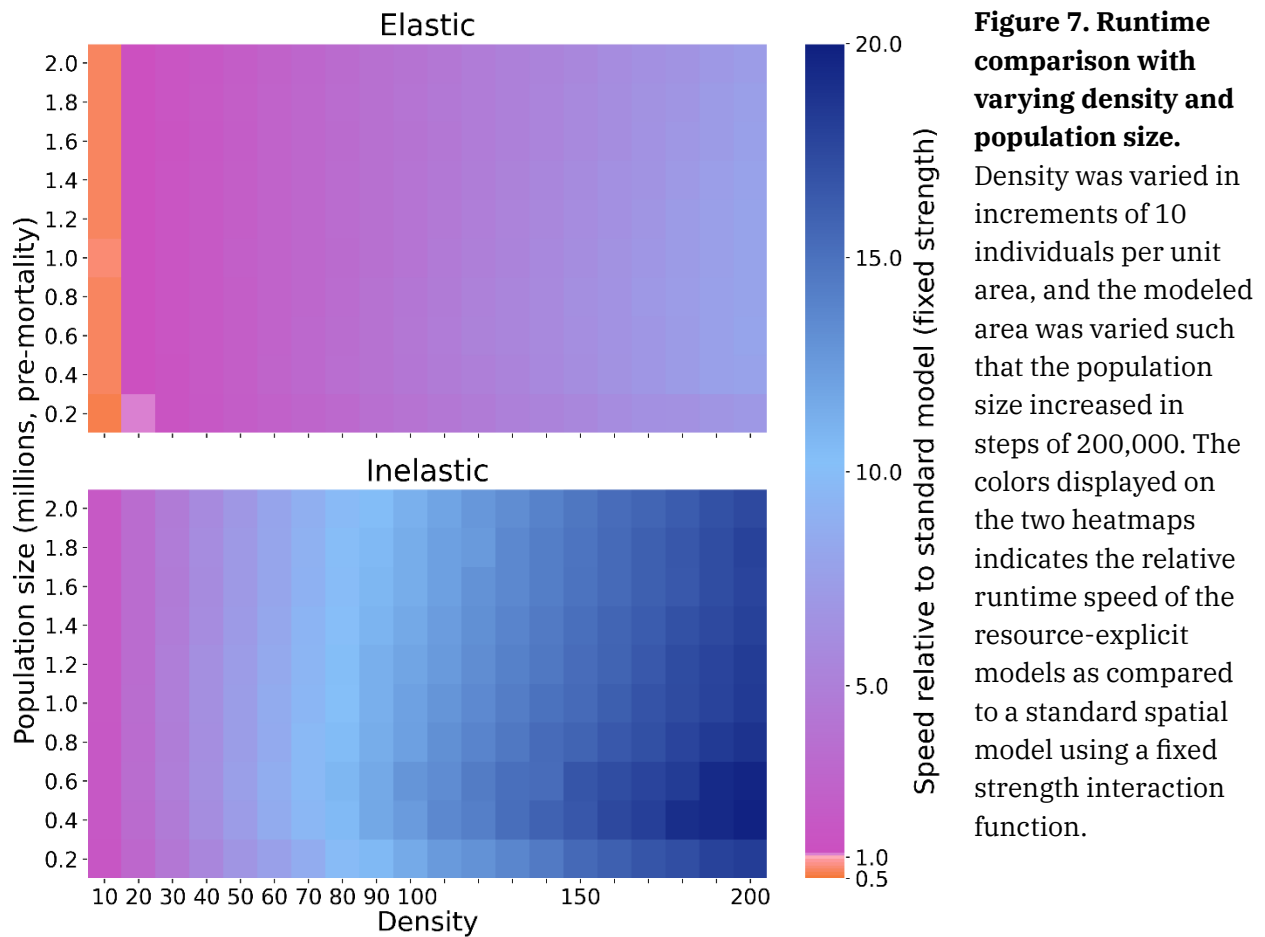 Elastic
2.0
1.8
1.6
1.4
1.2
1.0
0.8
0.6
0.4
0.2
Inelastic
2.0
1.8
1.6
1.4
1.2
1.0
0.8
0.6
0.4
0.2
10 20 30 40 50 60 70 80 90 100 150 200
Density
Population size (millions, pre-mortality)
20.0
15.0
10.0
5.0
1.0
0.5
Speed relative to standard model (fixed strength)
Figure 7. Runtime
comparison with
varying density and
population size.
Density was varied in
increments of 10
individuals per unit
area, and the modeled
area was varied such
that the population
size increased in
steps of 200,000. The
colors displayed on
the two heatmaps
indicates the relative
runtime speed of the
resource-explicit
models as compared
to a standard spatial
model using a fixed
strength interaction
function.